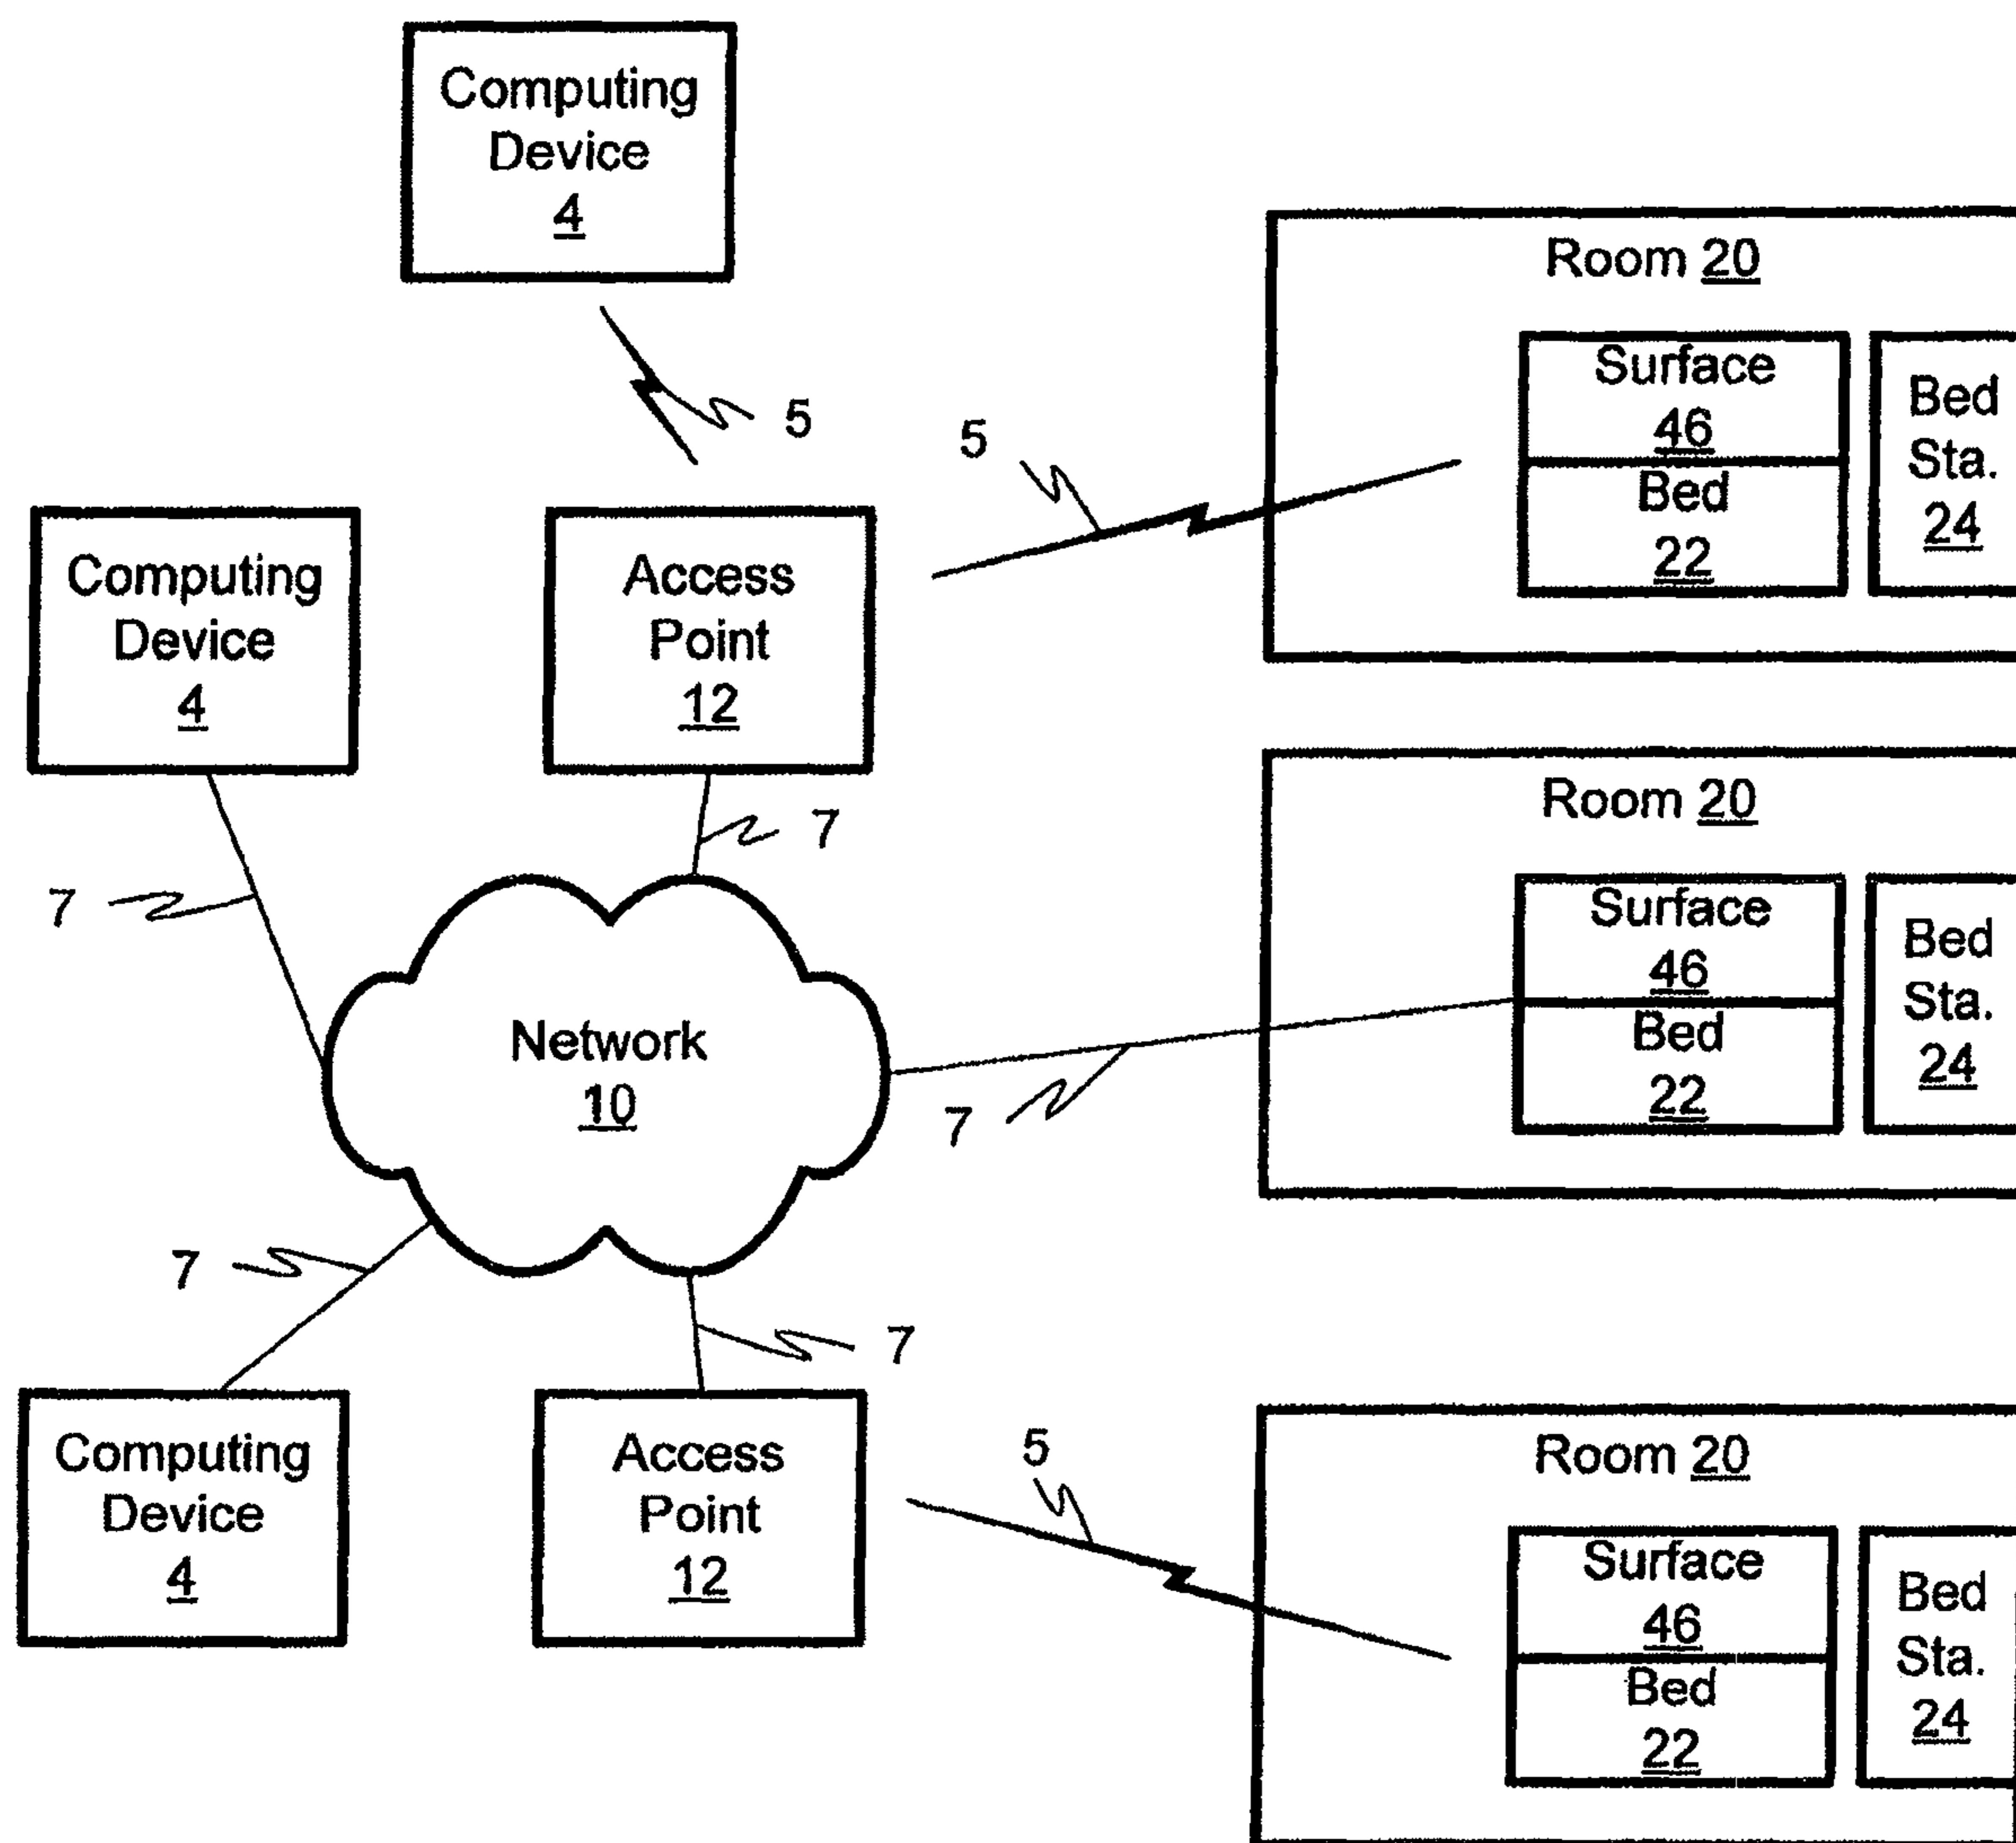 Computing
Device
4
5
5
Room 20
Surface
46
Bed
22
Bed
Sta.
24
Computing
Device
4
Access
Point
12
7
7
Room 20
Surface
46
Bed
22
Bed
Sta.
24
Network
10
7
7
7
Computing
Device
4
Access
Point
12
5
Room 20
Surface
46
Bed
22
Bed
Sta.
24